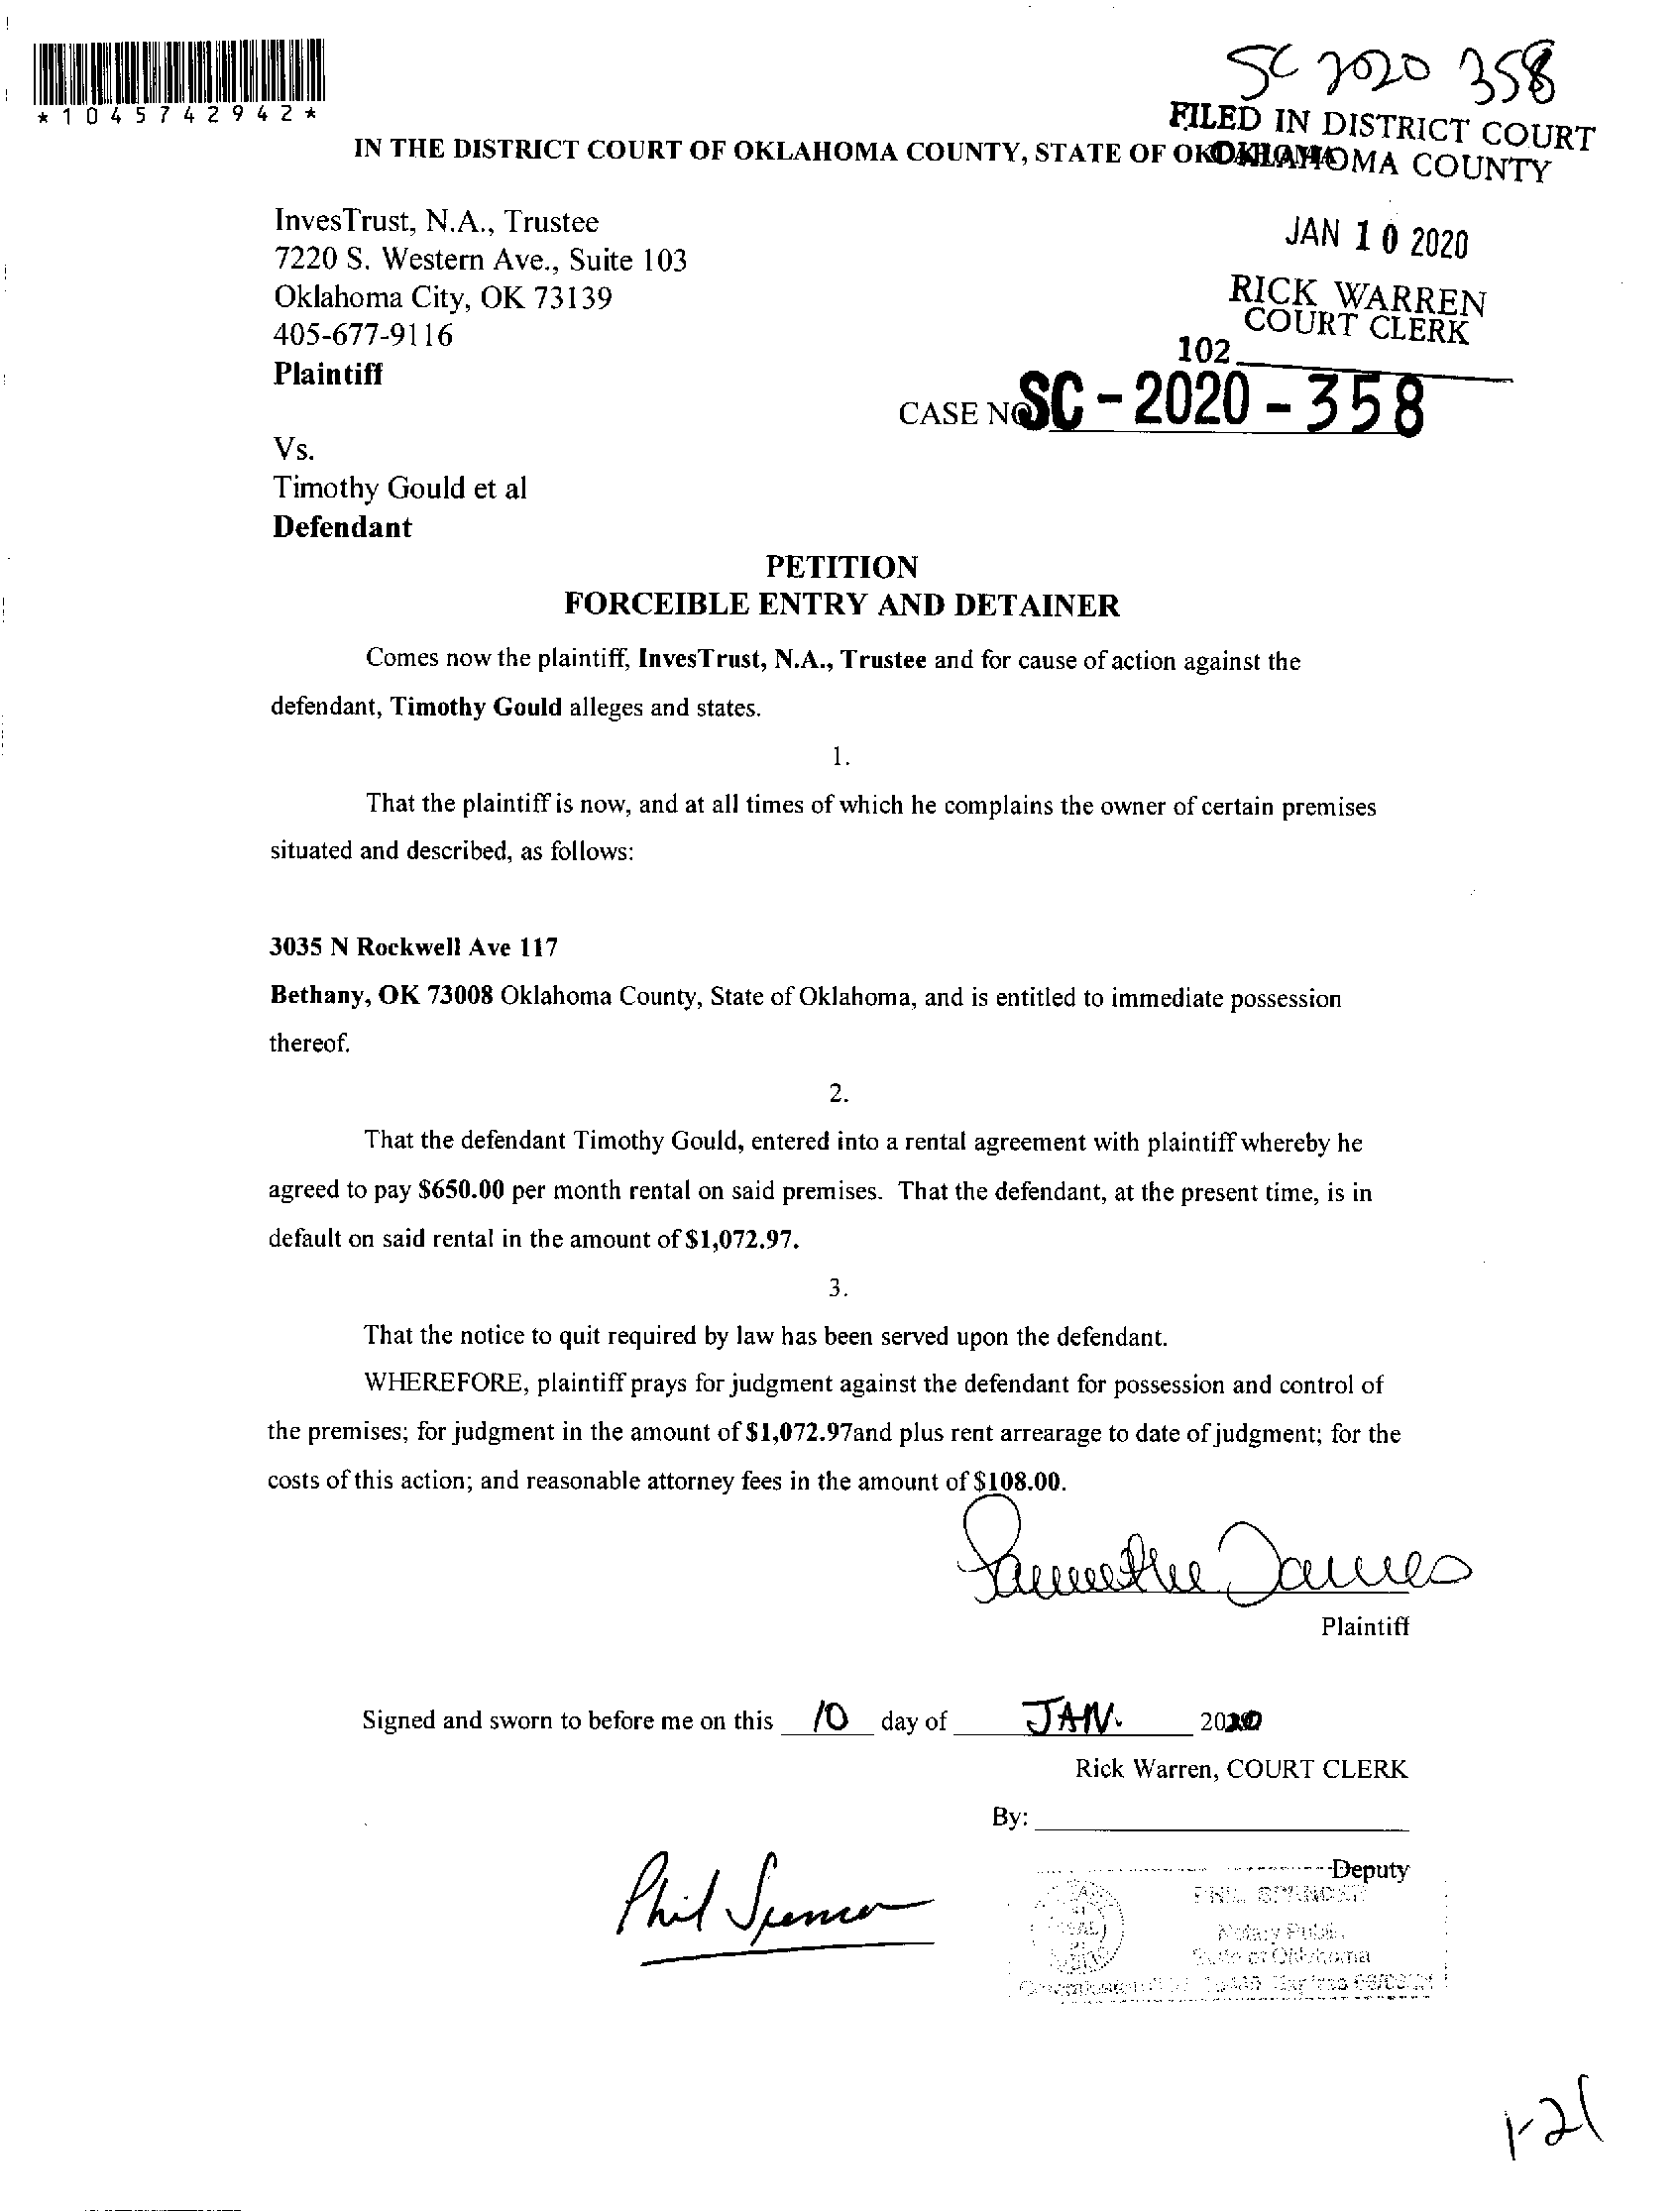 SC 2020 358
*1045742942*
FILED IN DISTRICT COURT
OKLAHOMA COUNTY
IN THE DISTRICT COURT OF OKLAHOMA COUNTY, STATE OF OKLAHOMA
JAN 10 2020
RICK WARREN
COURT CLERK
102
InvesTrust, N.A., Trustee
7220 S. Western Ave., Suite 103
Oklahoma City, OK 73139
405-677-9116
Plaintiff
CASE NO SC-2020-358
Vs.
Timothy Gould et al
Defendant
PETITION
FORCEIBLE ENTRY AND DETAINER
Comes now the plaintiff, InvesTrust, N.A., Trustee and for cause of action against the
defendant, Timothy Gould alleges and states.
1.
That the plaintiff is now, and at all times of which he complains the owner of certain premises
situated and described, as follows:
3035 N Rockwell Ave 117
Bethany, OK 73008 Oklahoma County, State of Oklahoma, and is entitled to immediate possession
thereof.
2.
That the defendant Timothy Gould, entered into a rental agreement with plaintiff whereby he
agreed to pay $650.00 per month rental on said premises. That the defendant, at the present time, is in
default on said rental in the amount of $1,072.97.
3.
That the notice to quit required by law has been served upon the defendant.
WHEREFORE, plaintiff prays for judgment against the defendant for possession and control of
the premises; for judgment in the amount of $1,072.97and plus rent arrearage to date of judgment; for the
costs of this action; and reasonable attorney fees in the amount of $108.00.
James
Plaintiff
Signed and sworn to before me on this 10 day of JAN. 2020
Rick Warren, COURT CLERK
By:
Deputy
Phil Spencer
PHIL SPENCER
Notary Public
State of Oklahoma
1-21